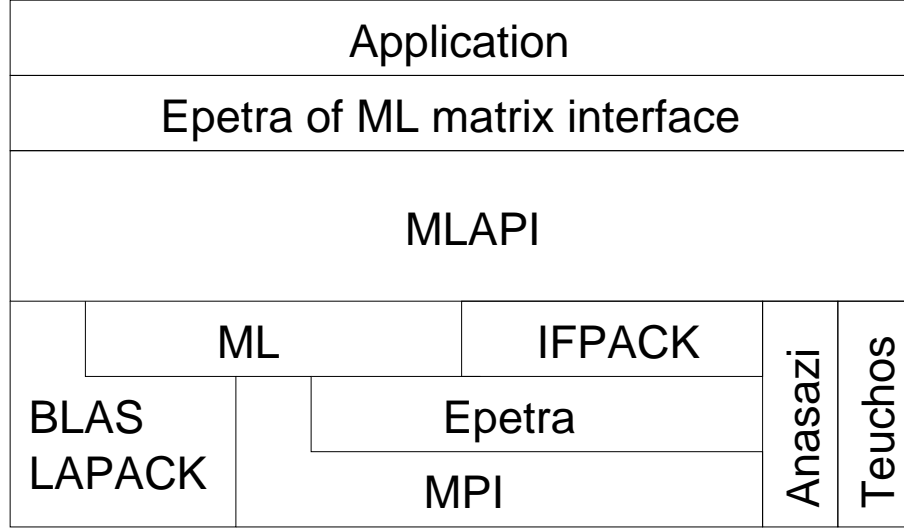 Application
Epetra of ML matrix interface
MLAPI
ML
IFPACK
BLAS
LAPACK
Epetra
MPI
Anasazi
Teuchos